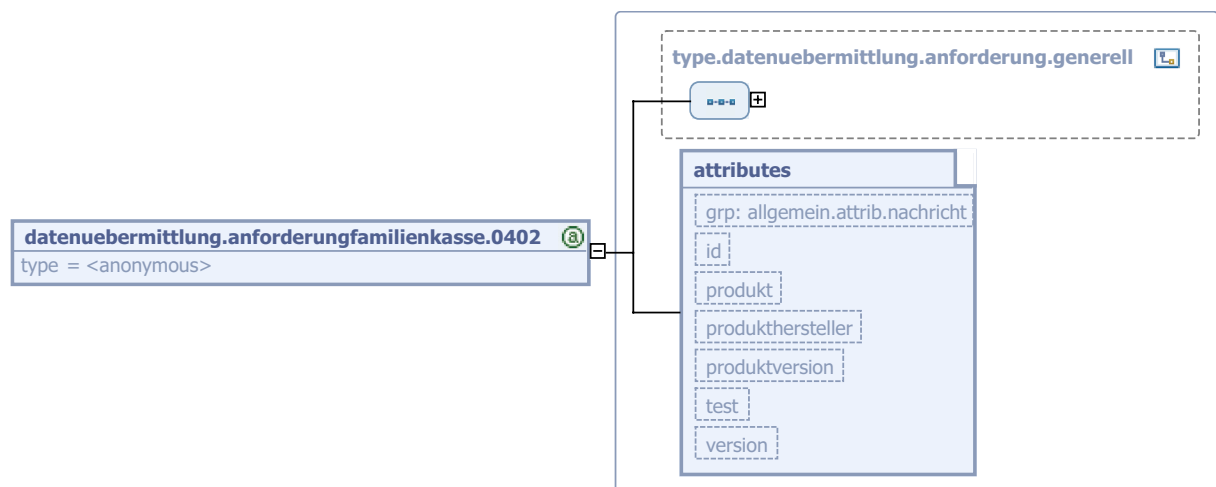 type.datenuebermittlung.anforderung.generell
attributes
grp: allgemein.attrib.nachricht
datenuebermittlung.anforderungfamilienkasse.0402
type = <anonymous>
id
produkt
produkthersteller
produktversion
test
version